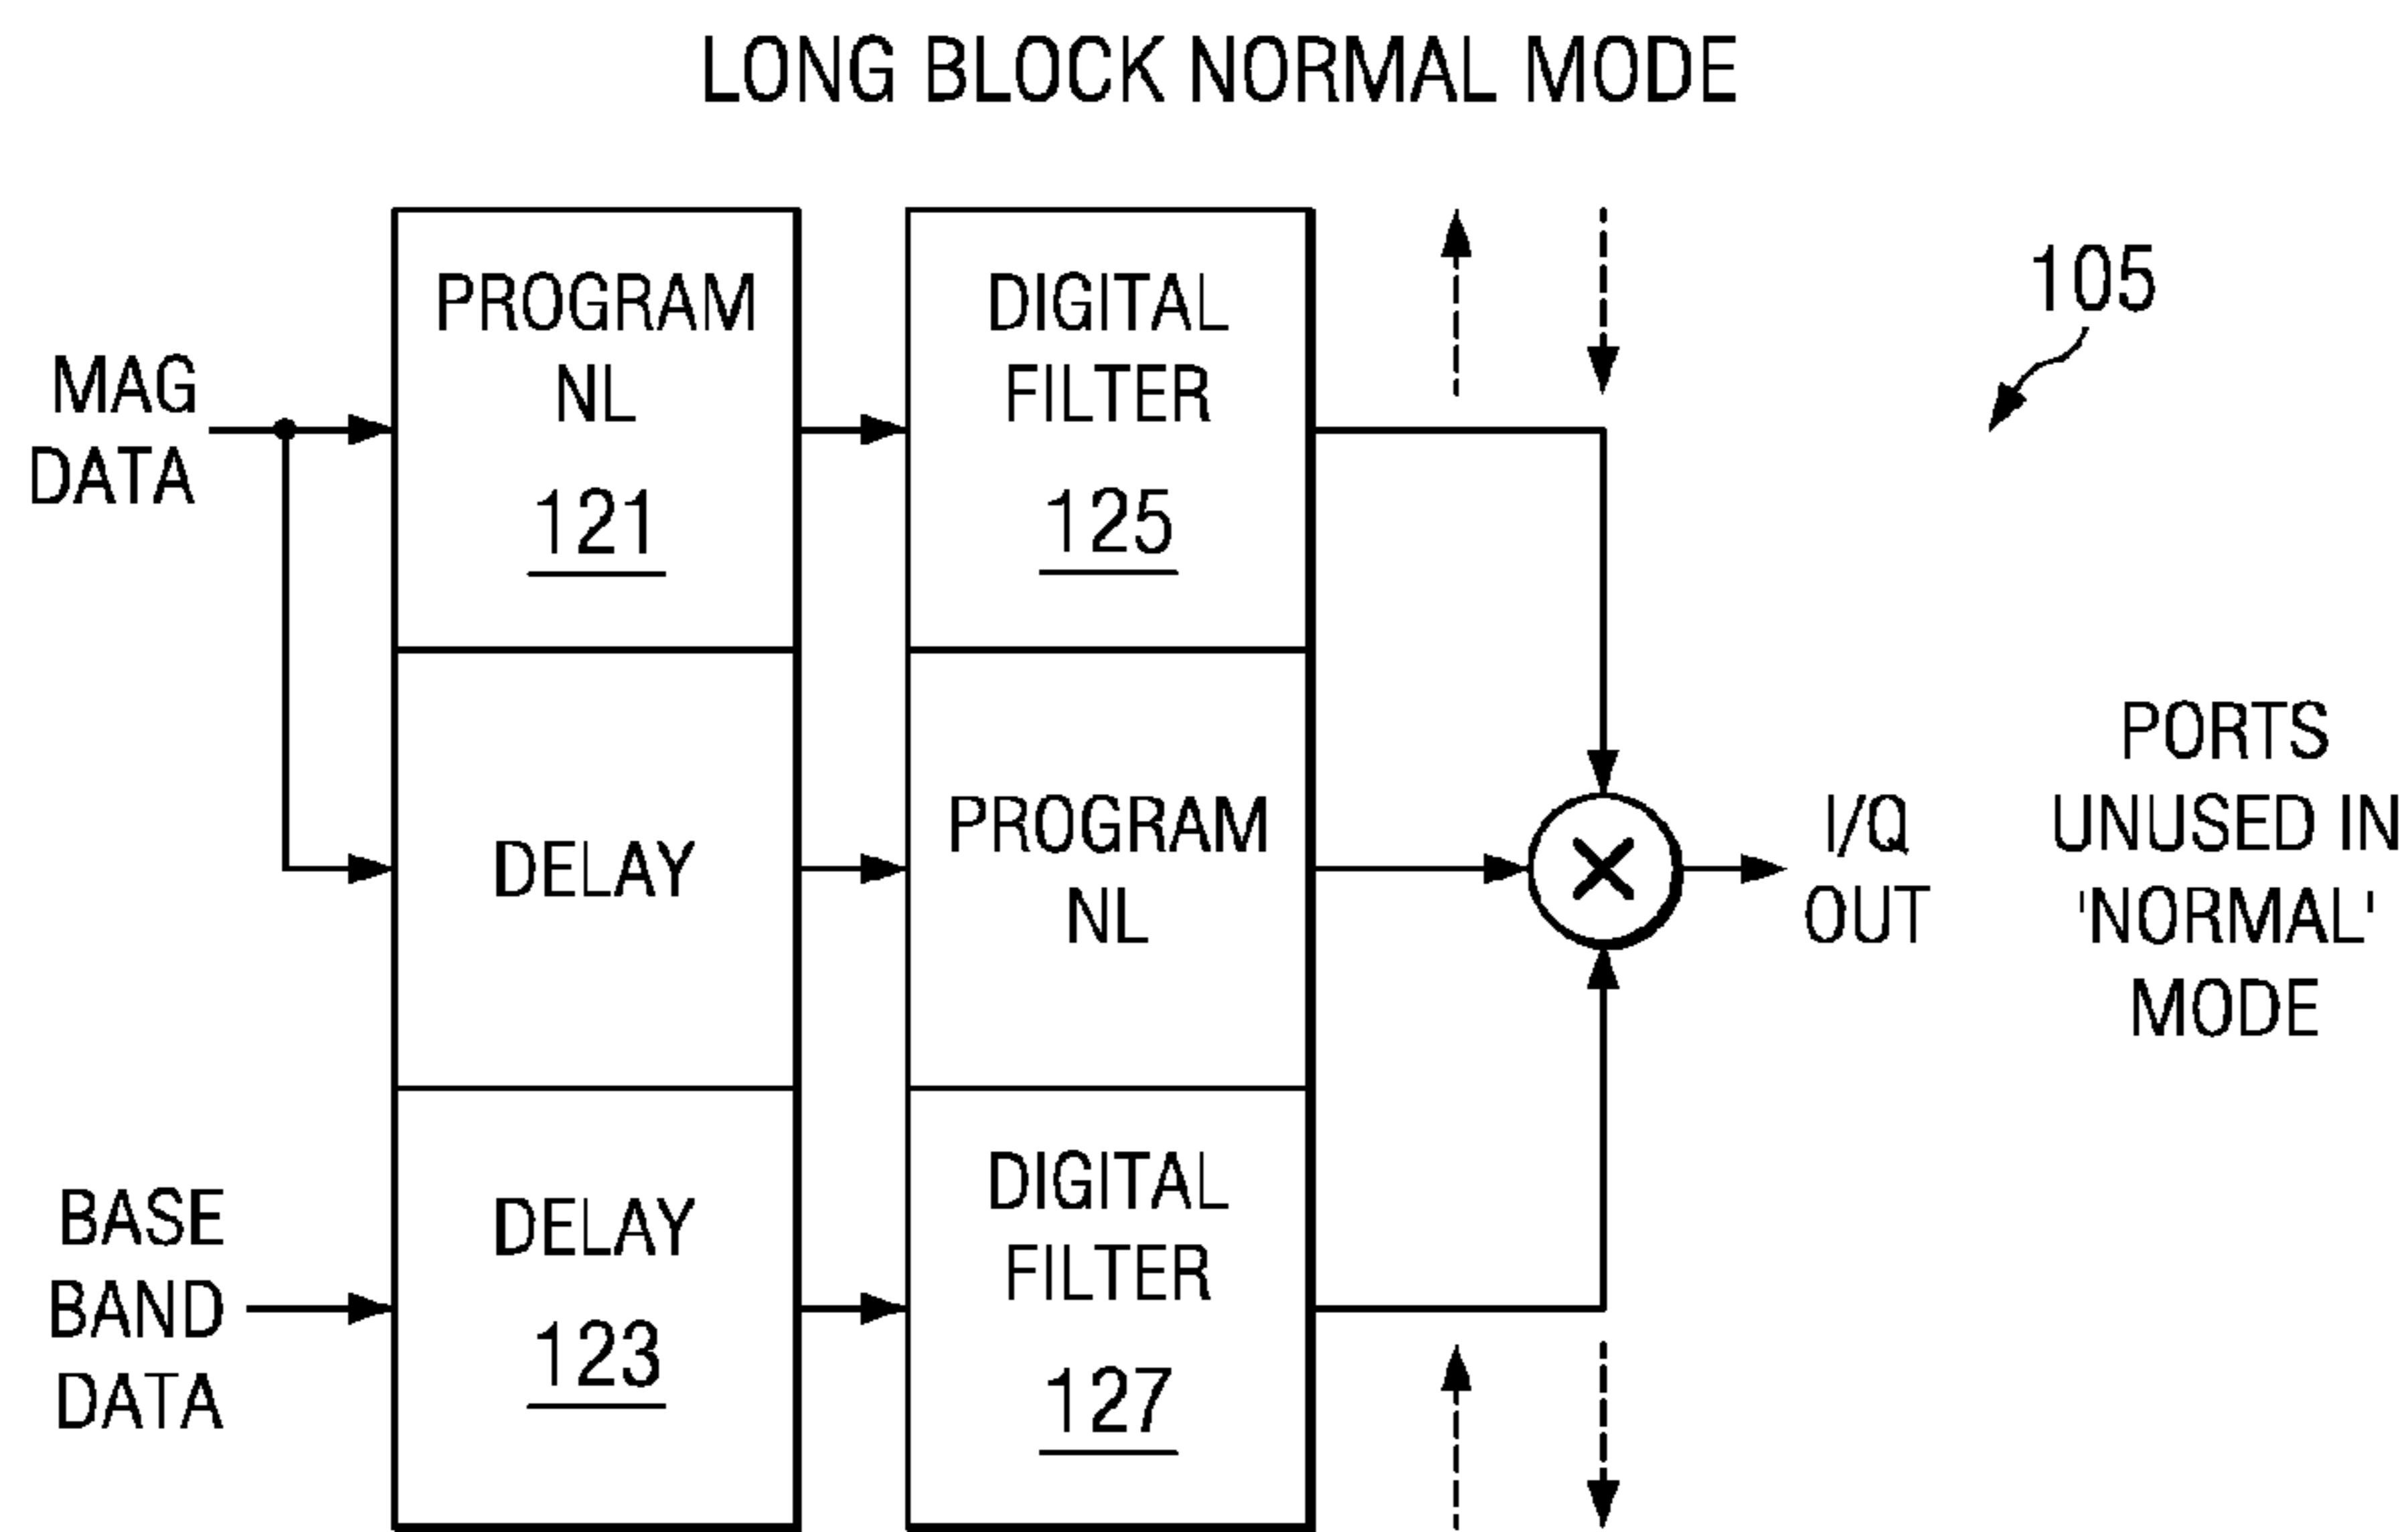 LONG BLOCK NORMAL MODE
MAG
DATA
PROGRAM
NL
121
DIGITAL
FILTER
125
105
DELAY
PROGRAM
NL
I/Q
OUT
PORTS
UNUSED IN
'NORMAL'
MODE
BASE
BAND
DATA
DELAY
123
DIGITAL
FILTER
127